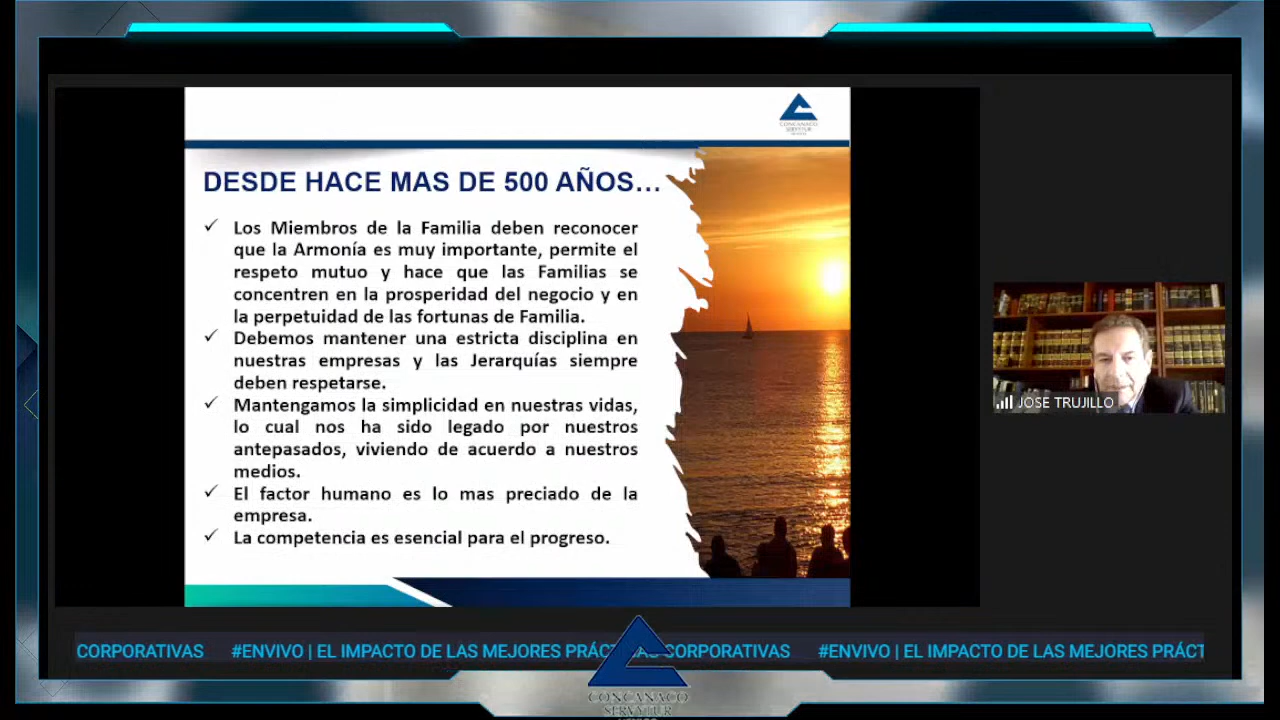 CONCANACO
SERVYTUR
DESDE HACE MAS DE 500 AÑOS...
✓ Los Miembros de la Familia deben reconocer
que la Armonía es muy importante, permite el
respeto mutuo y hace que las Familias se
concentren en la prosperidad del negocio y en
la perpetuidad de las fortunas de Familia.
✓ Debemos mantener una estricta disciplina en
nuestras empresas y las Jerarquías siempre
deben respetarse.
✓ Mantengamos la simplicidad en nuestras vidas,
lo cual nos ha sido legado por nuestros
antepasados, viviendo de acuerdo a nuestros
medios.
✓ El factor humano es lo mas preciado de la
empresa.
✓ La competencia es esencial para el progreso.
JOSE TRUJILLO
CORPORATIVAS #ENVIVO | EL IMPACTO DE LAS MEJORES PRÁC AS CORPORATIVAS #ENVIVO | EL IMPACTO DE LAS MEJORES PRÁCT
CONCANACO
SERVYTUR